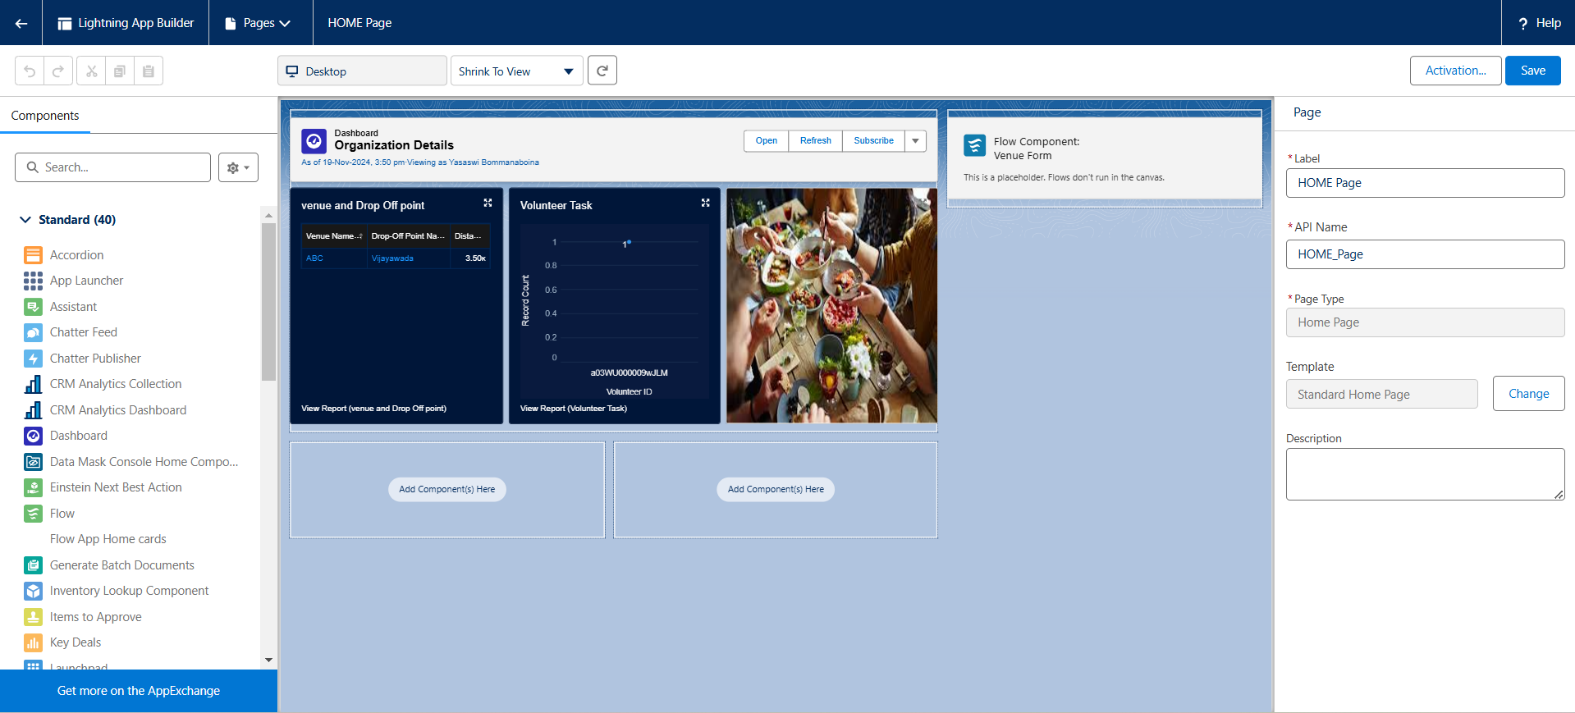 Lightning App Builder
Pages
HOME Page
? Help
Desktop
Shrink To View
Activation...
Save
Components
Search...
Standard (40)
Accordion
App Launcher
Assistant
Chatter Feed
Chatter Publisher
CRM Analytics Collection
CRM Analytics Dashboard
Dashboard
Data Mask Console Home Compo...
Einstein Next Best Action
Flow
Flow App Home cards
Generate Batch Documents
Inventory Lookup Component
Items to Approve
Key Deals
Launchpad
Get more on the AppExchange
Dashboard
Organization Details
As of 19-Nov-2024, 3:50 pm·Viewing as Yasaswi Bommanaboina
Open
Refresh
Subscribe
venue and Drop Off point
Venue Name...
Drop-Off Point Na...
Dista...
ABC
Vijayawada
3.50K
View Report (venue and Drop Off point)
Volunteer Task
Record Count
1
0.8
0.6
0.4
0.2
0
1
a03WU000009wJLM
Volunteer ID
View Report (Volunteer Task)
Add Component(s) Here
Add Component(s) Here
Flow Component:
Venue Form
This is a placeholder. Flows don't run in the canvas.
Page
*Label
HOME Page
*API Name
HOME_Page
*Page Type
Home Page
Template
Standard Home Page
Change
Description